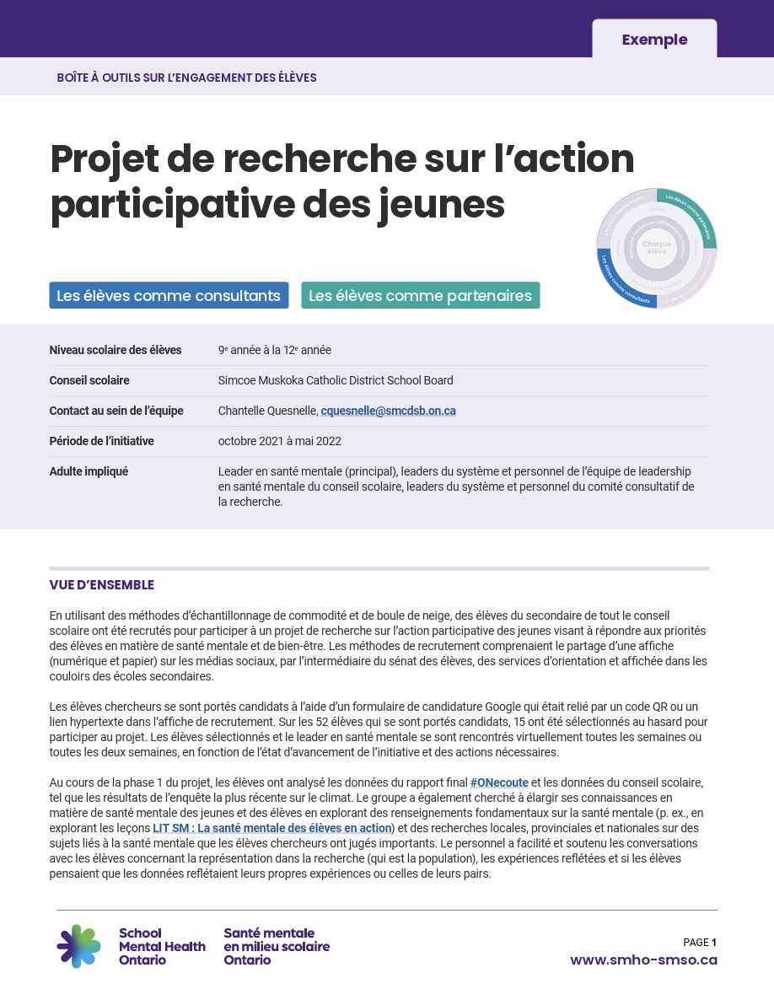 Exemple
BOÎTE À OUTILS SUR L’ENGAGEMENT DES ÉLÈVES
Projet de recherche sur l’action
participative des jeunes
Les élèves comme partenaires
Chaque
élève
Les élèves comme consultants
Les élèves comme consultants
Les élèves comme partenaires
Niveau scolaire des élèves 9e année à la 12e année
Conseil scolaire Simcoe Muskoka Catholic District School Board
Contact au sein de l’équipe Chantelle Quesnelle, cquesnelle@smcdsb.on.ca
Période de l’initiative octobre 2021 à mai 2022
Adulte impliqué Leader en santé mentale (principal), leaders du système et personnel de l’équipe de leadership
en santé mentale du conseil scolaire, leaders du système et personnel du comité consultatif de
la recherche.
VUE D’ENSEMBLE
En utilisant des méthodes d’échantillonnage de commodité et de boule de neige, des élèves du secondaire de tout le conseil
scolaire ont été recrutés pour participer à un projet de recherche sur l’action participative des jeunes visant à répondre aux priorités
des élèves en matière de santé mentale et de bien-être. Les méthodes de recrutement comprenaient le partage d’une affiche
(numérique et papier) sur les médias sociaux, par l’intermédiaire du sénat des élèves, des services d’orientation et affichée dans les
couloirs des écoles secondaires.
Les élèves chercheurs se sont portés candidats à l’aide d’un formulaire de candidature Google qui était relié par un code QR ou un
lien hypertexte dans l’affiche de recrutement. Sur les 52 élèves qui se sont portés candidats, 15 ont été sélectionnés au hasard pour
participer au projet. Les élèves sélectionnés et le leader en santé mentale se sont rencontrés virtuellement toutes les semaines ou
toutes les deux semaines, en fonction de l’état d’avancement de l’initiative et des actions nécessaires.
Au cours de la phase 1 du projet, les élèves ont analysé les données du rapport final #ONecoute et les données du conseil scolaire,
tel que les résultats de l’enquête la plus récente sur le climat. Le groupe a également cherché à élargir ses connaissances en
matière de santé mentale des jeunes et des élèves en explorant des renseignements fondamentaux sur la santé mentale (p. ex., en
explorant les leçons LIT SM : La santé mentale des élèves en action) et des recherches locales, provinciales et nationales sur des
sujets liés à la santé mentale que les élèves chercheurs ont jugés importants. Le personnel a facilité et soutenu les conversations
avec les élèves concernant la représentation dans la recherche (qui est la population), les expériences reflétées et si les élèves
pensaient que les données reflétaient leurs propres expériences ou celles de leurs pairs.
School
Mental Health
Ontario
Santé mentale
en milieu scolaire
Ontario
PAGE 1
www.smho-smso.ca